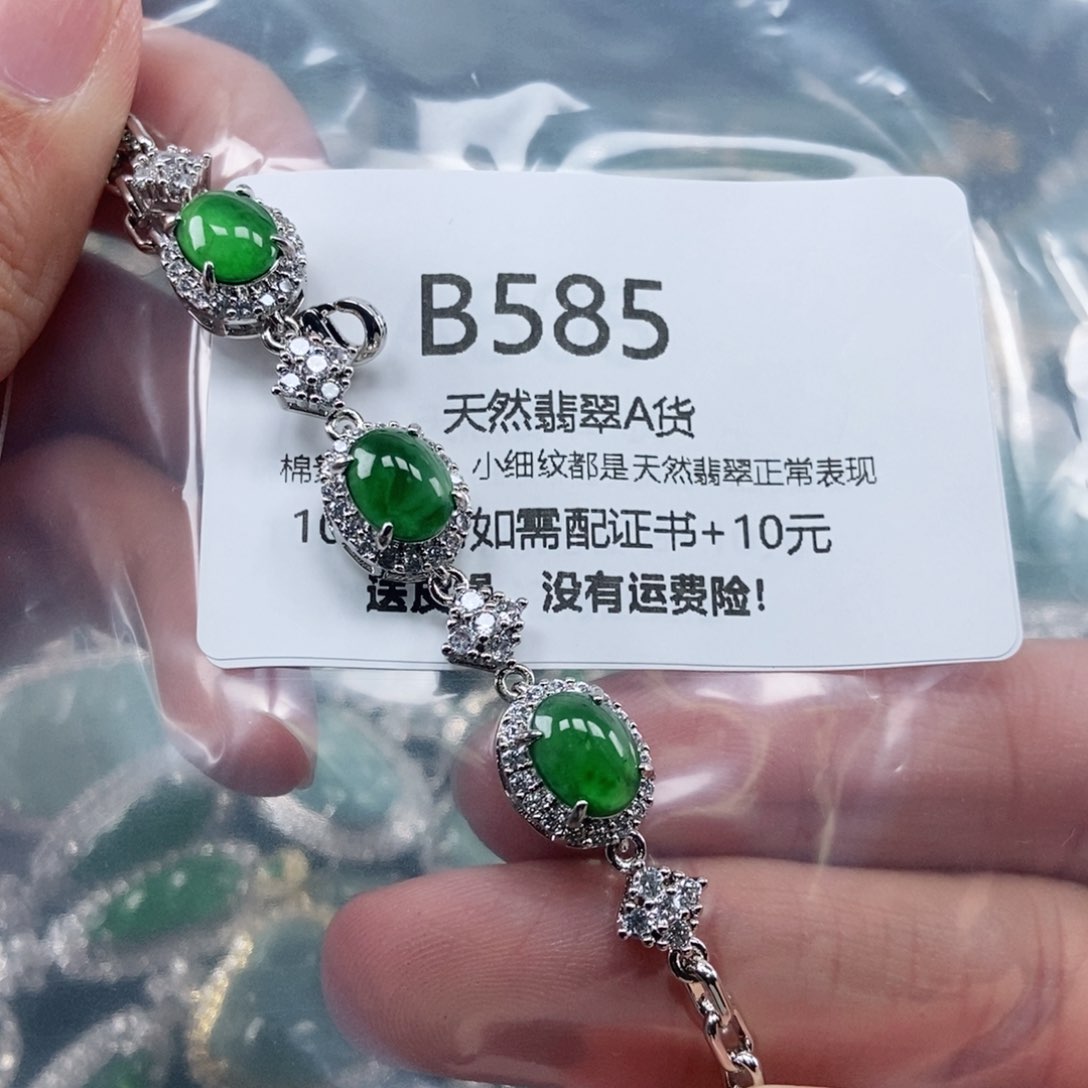 B585
天然翡翠A货
棉 小细纹都是天然翡翠正常表现
10 如需配证书+10元
送 没有运费险!